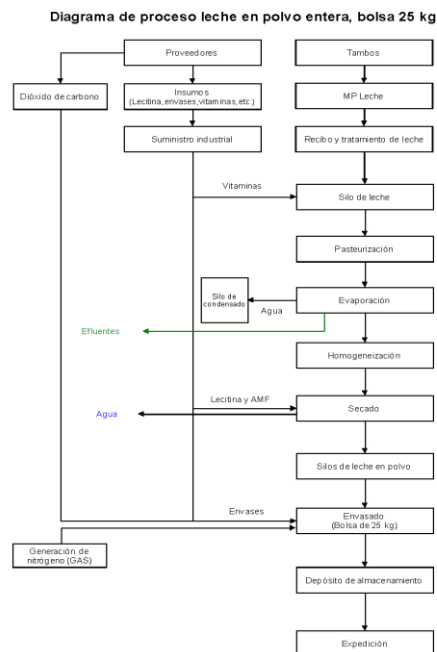 Diagrama de proceso leche en polvo entera, bolsa 25 kg
Proveedores
Tambos
Dióxido de carbono
Insumos
(Lecitina, envases,vitaminas,etc.)
MP Leche
Suministro industrial
Recibo y tratamiento de leche
Vitaminas
Silo de leche
Pasteurización
Silo de
condensado
Agua
Evaporación
Efluentes
Homogeneización
Lecitina y AMF
Agua
Secado
Silos de leche en polvo
Envases
Envasado
(Bolsa de 25 kg)
Generación de
nitrógeno (GAS)
Depósito de almacenamiento
Expedición